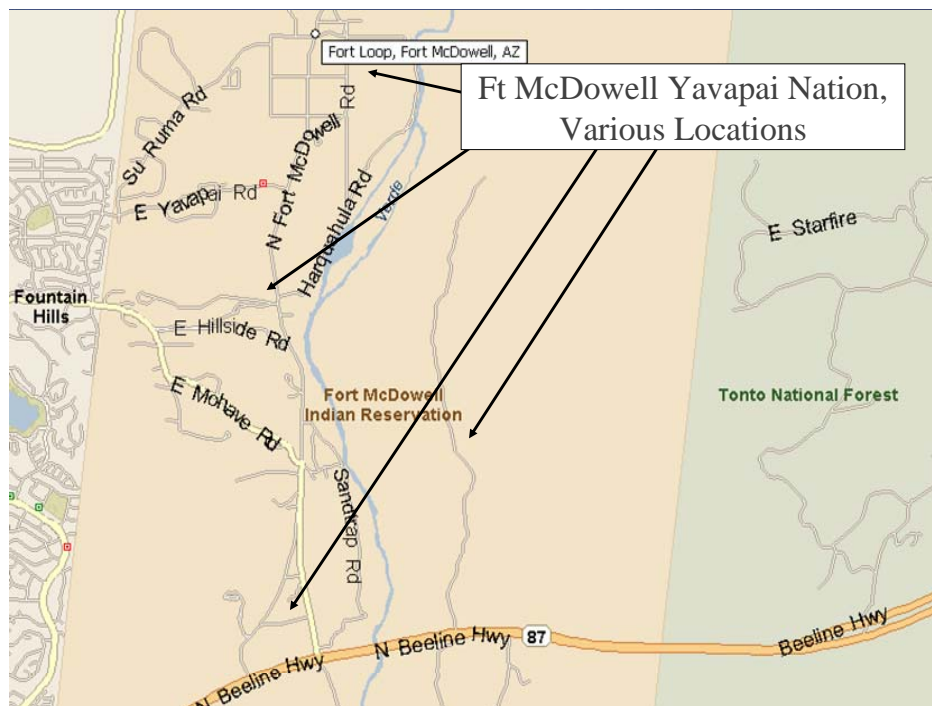 Fort Loop, Fort McDowell, AZ
Ft McDowell Yavapai Nation,
Various Locations
Su Ruma Rd
N Fort McDowell Rd
E Yavapai Rd
Harquahula Rd
Verde
E Starfire
Fountain
Hills
E Hillside Rd
E Mohave Rd
Fort McDowell
Indian Reservation
Tonto National Forest
Sandtrap Rd
N Beeline Hwy
N Beeline Hwy
87
Beeline Hwy